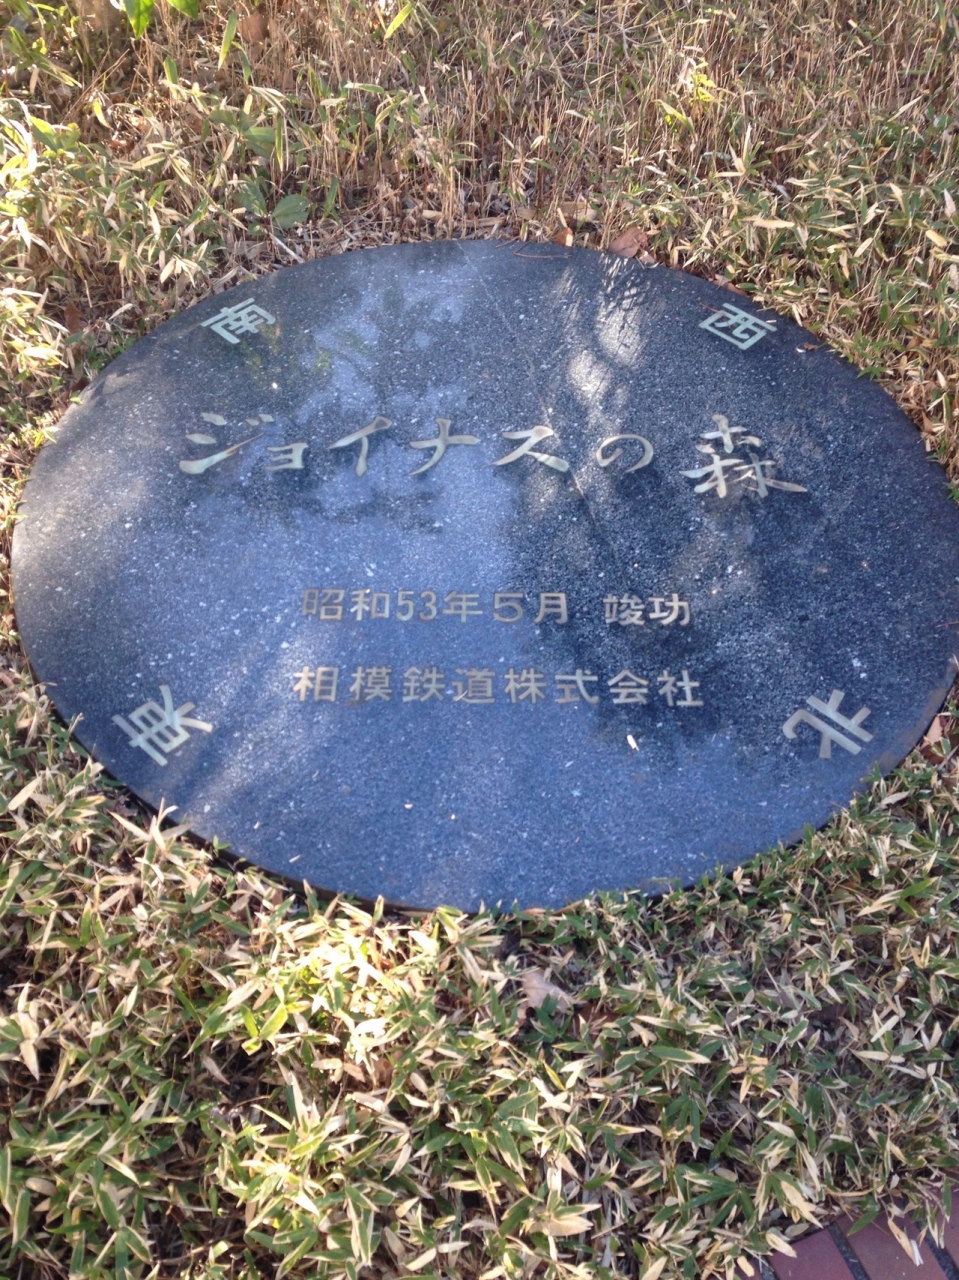 南 西
ジョイナスの森
昭和53年5月 竣功
相模鉄道株式会社
東 北